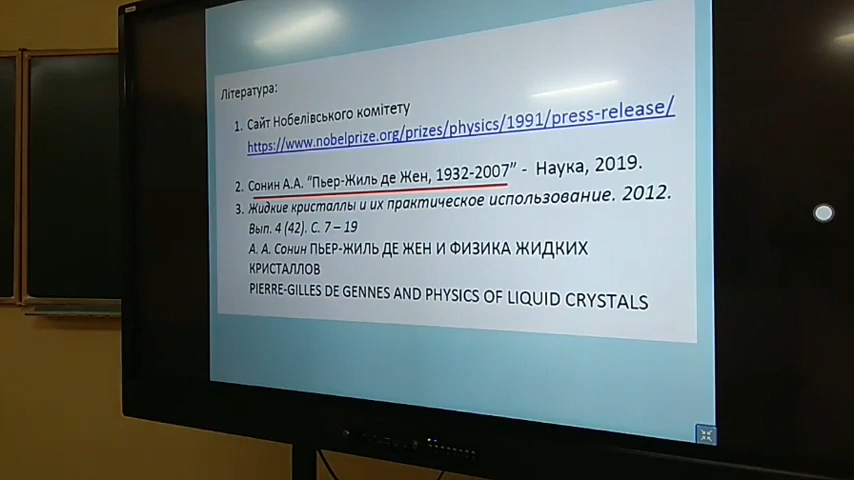 Література:
1. Сайт Нобелівського комітету
https://www.nobelprize.org/prizes/physics/1991/press-release/
2. Сонин А.А. “Пьер-Жиль де Жен, 1932-2007” - Наука, 2019.
3. Жидкие кристаллы и их практическое использование. 2012.
Вып. 4 (42). С. 7 – 19
А. А. Сонин ПЬЕР-ЖИЛЬ ДЕ ЖЕН И ФИЗИКА ЖИДКИХ
КРИСТАЛЛОВ
PIERRE-GILLES DE GENNES AND PHYSICS OF LIQUID CRYSTALS